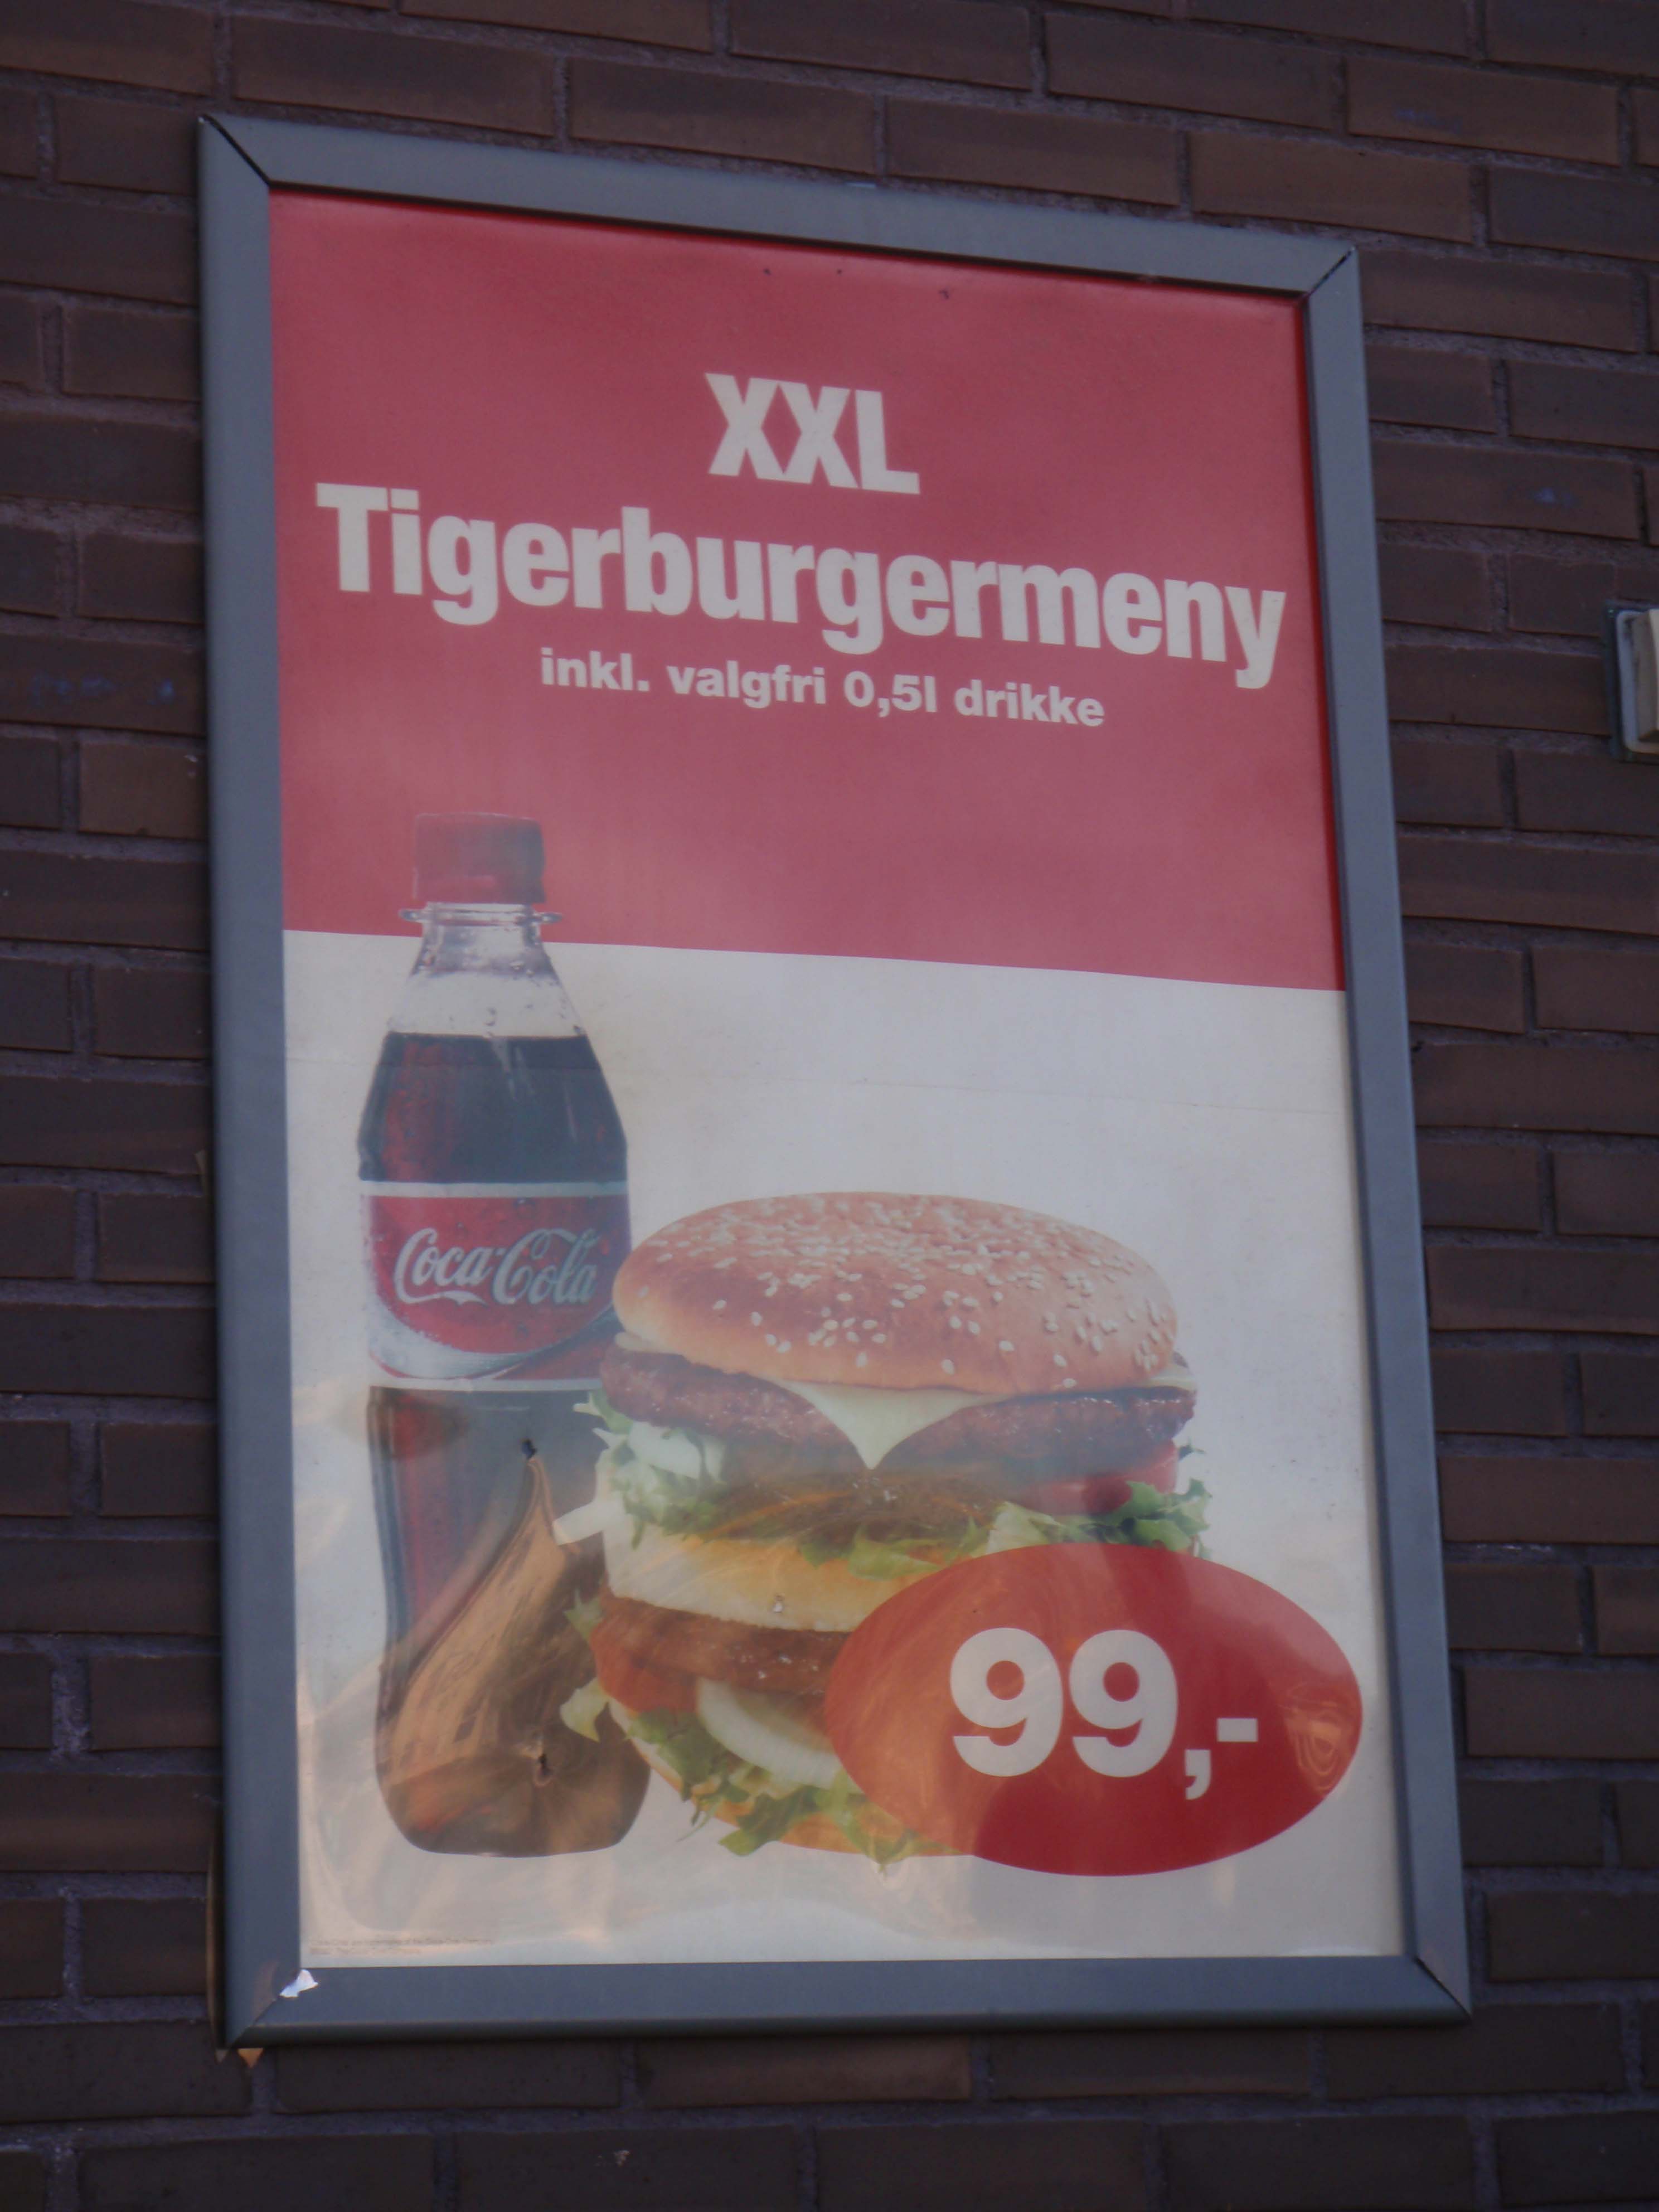 XXL
Tigerburgermeny
inkl. valgfri 0,5l drikke
Coca-Cola
99,-